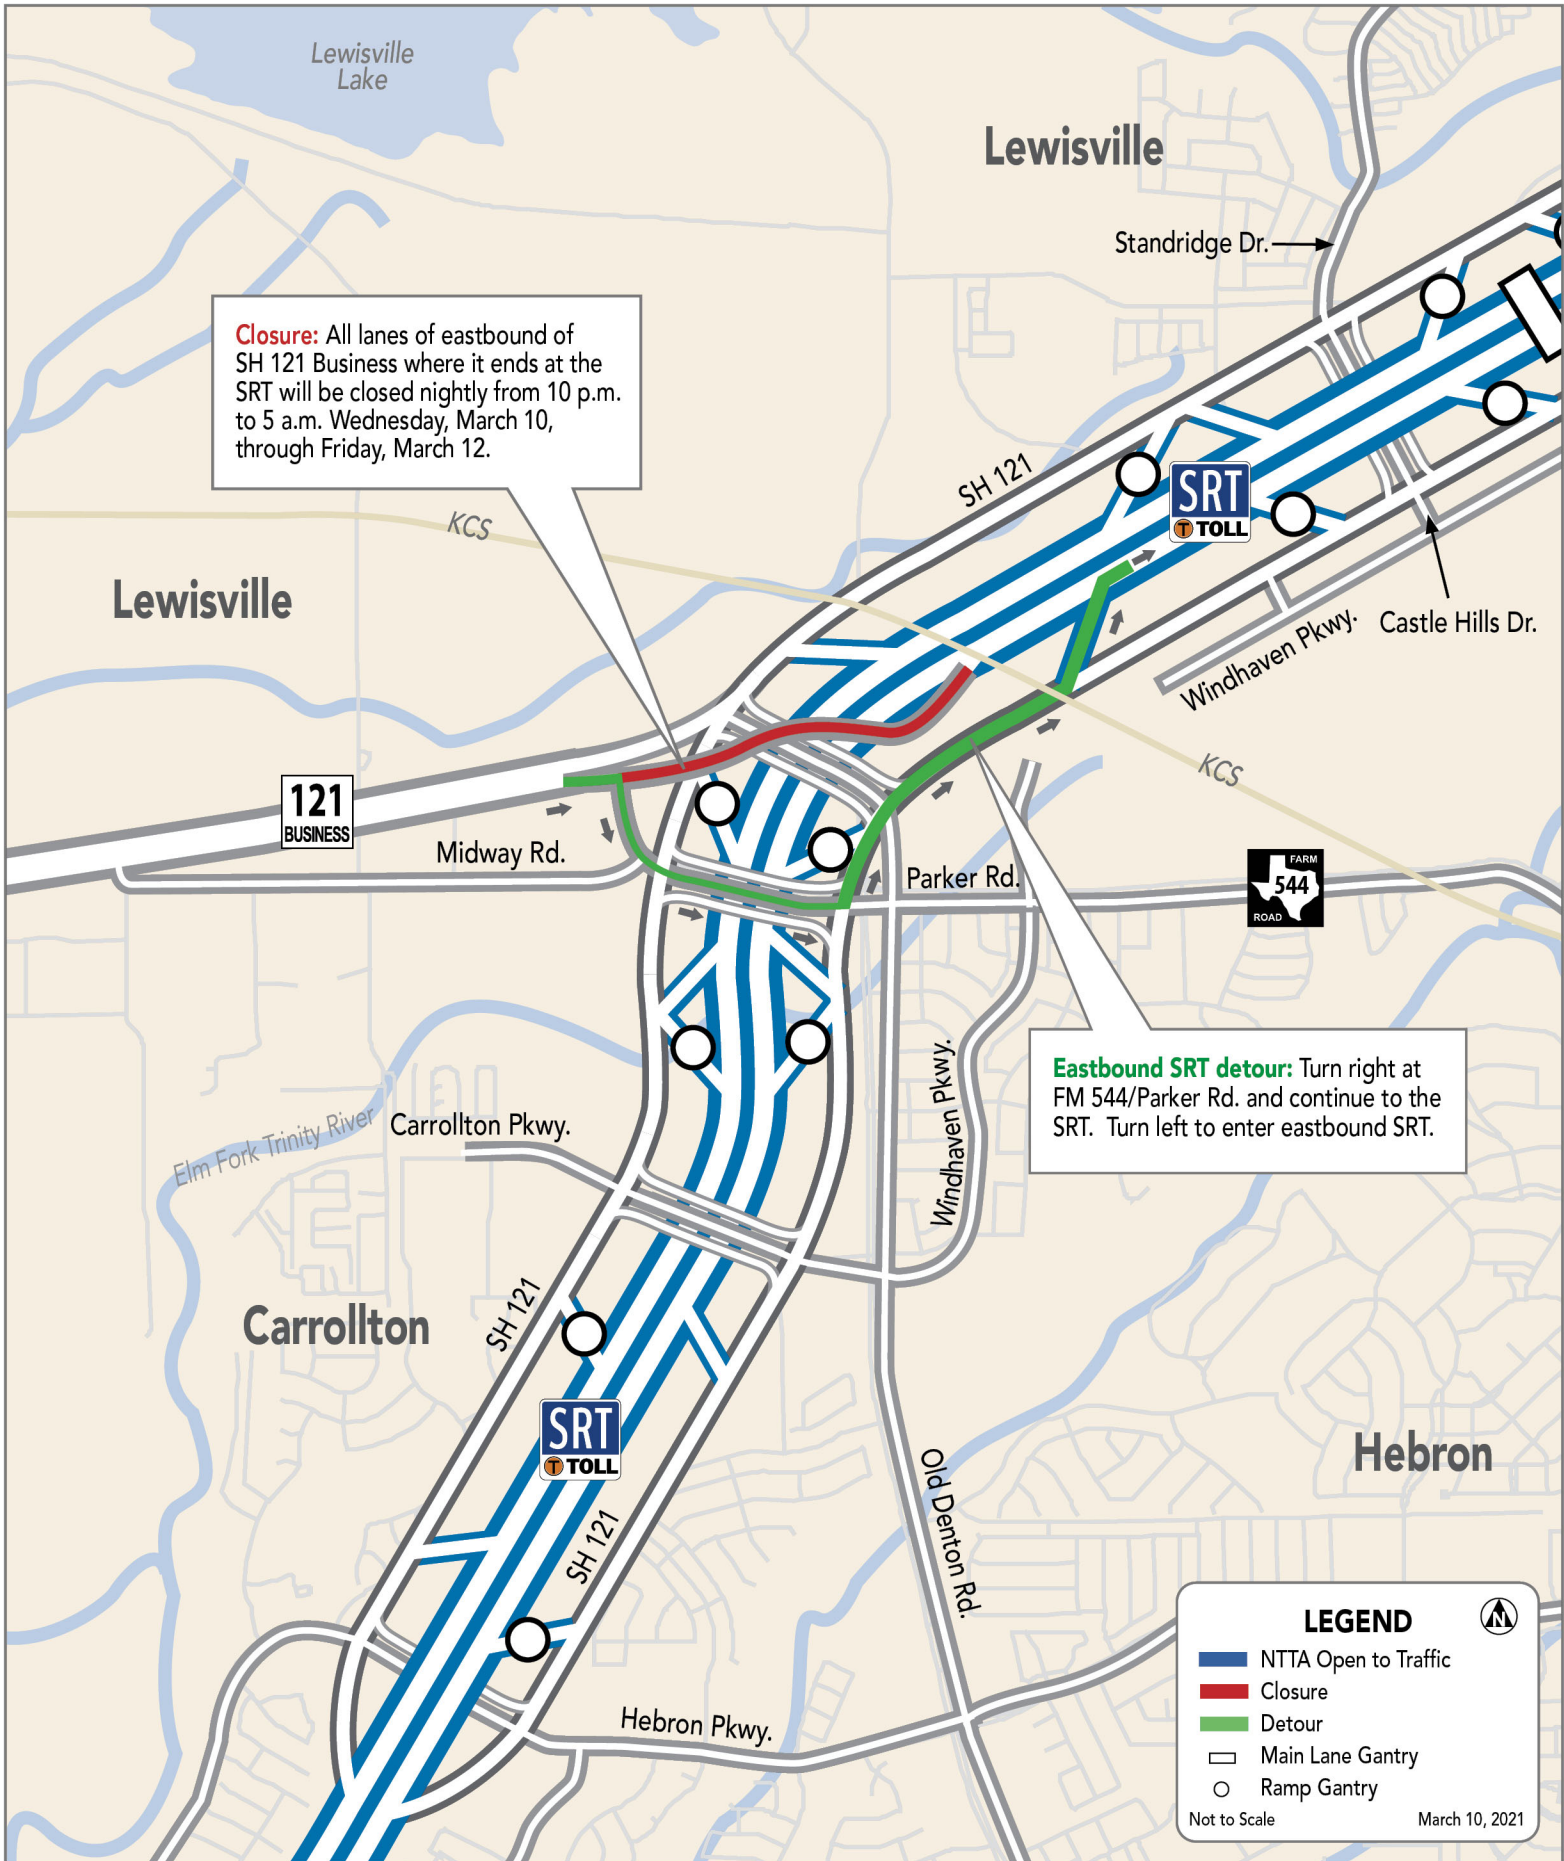 Lewisville
Lake
Lewisville
Standridge Dr.
Closure: All lanes of eastbound of
SH 121 Business where it ends at the
SRT will be closed nightly from 10 p.m.
to 5 a.m. Wednesday, March 10,
through Friday, March 12.
SH 121
SRT
T TOLL
KCS
Lewisville
Castle Hills Dr.
Windhaven Pkwy.
KCS
121
BUSINESS
Midway Rd.
Parker Rd.
FARM
544
ROAD
Eastbound SRT detour: Turn right at
FM 544/Parker Rd. and continue to the
SRT. Turn left to enter eastbound SRT.
Windhaven Pkwy.
Elm Fork Trinity River
Carrollton Pkwy.
Carrollton
SH 121
SRT
T TOLL
SH 121
Old Denton Rd.
Hebron
Hebron Pkwy.
LEGEND
N
NTTA Open to Traffic
Closure
Detour
Main Lane Gantry
Ramp Gantry
Not to Scale
March 10, 2021